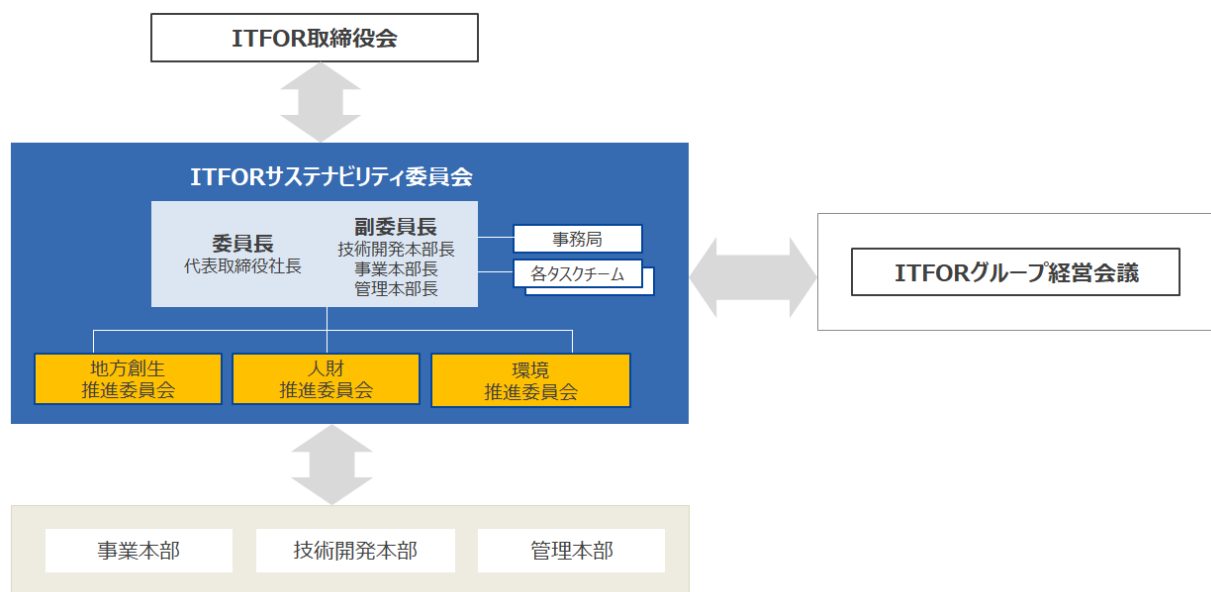 ITFOR取締役会
ITFORサステナビリティ委員会
委員長
代表取締役社長
副委員長
技術開発本部長
事業本部長
管理本部長
事務局
各タスクチーム
ITFORグループ経営会議
地方創生
推進委員会
人財
推進委員会
環境
推進委員会
事業本部
技術開発本部
管理本部